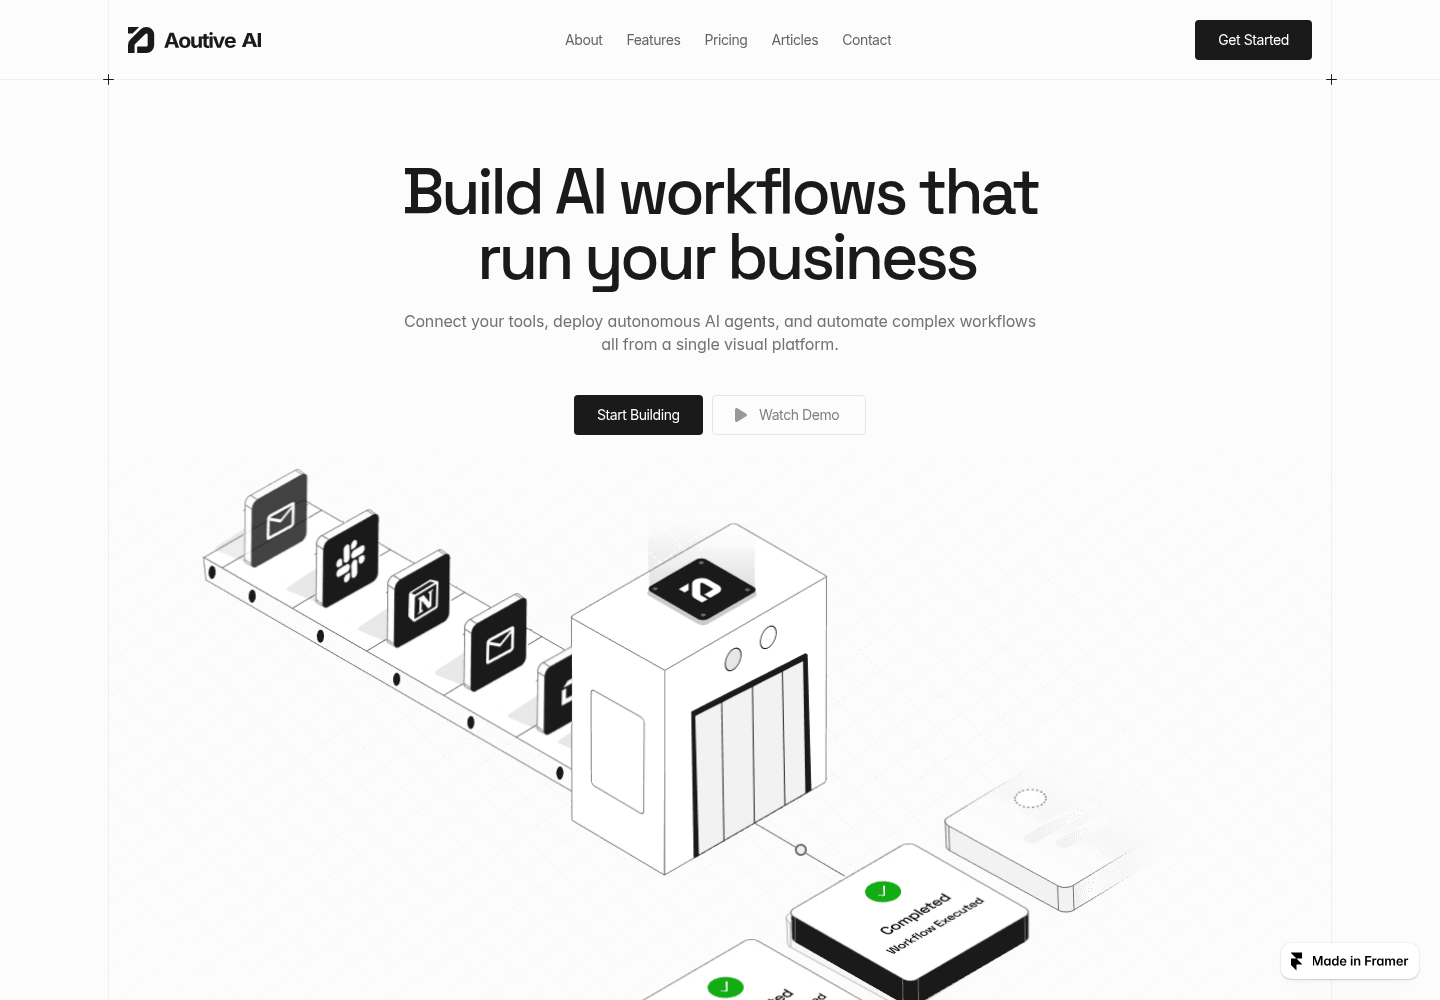 Aoutive AI
About
Features
Pricing
Articles
Contact
Get Started
Build AI workflows that
run your business
Connect your tools, deploy autonomous AI agents, and automate complex workflows
all from a single visual platform.
Start Building
Watch Demo
N
Completed
Workflow Executed
Made in Framer